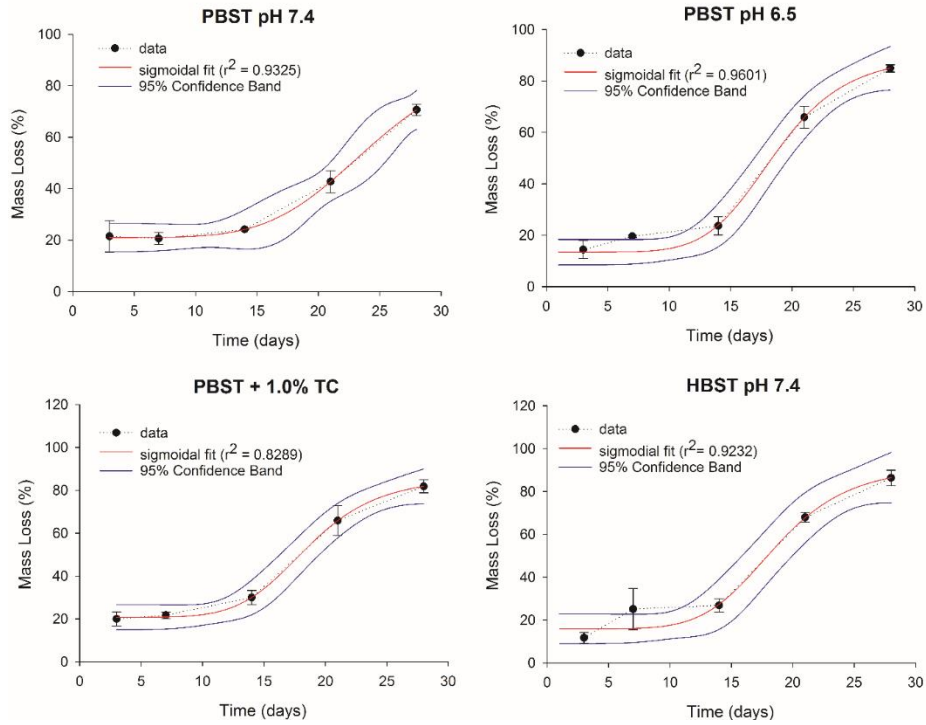 PBST pH 7.4
100
80
60
40
20
0
Mass Loss (%)
data
sigmoidal fit (r² = 0.9325)
95% Confidence Band
0 5 10 15 20 25 30
Time (days)
PBST pH 6.5
100
80
60
40
20
0
Mass Loss (%)
data
sigmoidal fit (r² = 0.9601)
95% Confidence Band
0 5 10 15 20 25 30
Time (days)
PBST + 1.0% TC
120
100
80
60
40
20
0
Mass Loss (%)
data
sigmoidal fit (r² = 0.8289)
95% Confidence Band
0 5 10 15 20 25 30
Time (days)
HBST pH 7.4
120
100
80
60
40
20
0
Mass Loss (%)
data
sigmodial fit (r² = 0.9232)
95% Confidence Band
0 5 10 15 20 25 30
Time (days)